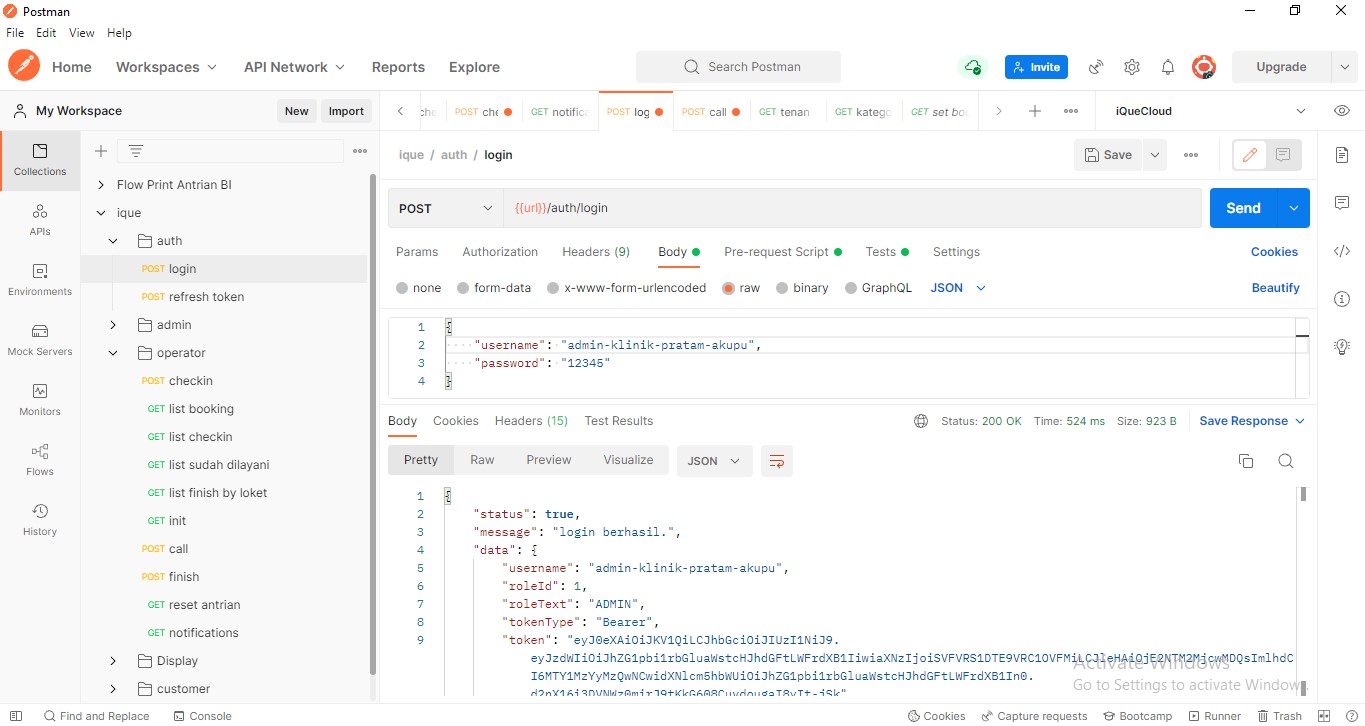 Postman
File Edit View Help
Home Workspaces API Network Reports Explore Search Postman Invite Upgrade
My Workspace New Import
POST che GET notific POST log POST call GET tenan GET katego GET set bo iQueCloud
Collections
APIs
Environments
Mock Servers
Monitors
Flows
History
Flow Print Antrian BI
ique
auth
POST login
POST refresh token
admin
operator
POST checkin
GET list booking
GET list checkin
GET list sudah dilayani
GET list finish by loket
GET init
POST call
POST finish
GET reset antrian
GET notifications
Display
customer
ique / auth / login Save
POST {{url}}/auth/login Send
Params Authorization Headers (9) Body Pre-request Script Tests Settings Cookies
none form-data x-www-form-urlencoded raw binary GraphQL JSON Beautify
1 {
2 "username": "admin-klinik-pratam-akupu",
3 "password": "12345"
4 }
Body Cookies Headers (15) Test Results Status: 200 OK Time: 524 ms Size: 923 B Save Response
Pretty Raw Preview Visualize JSON
1 {
2 "status": true,
3 "message": "login berhasil.",
4 "data": {
5 "username": "admin-klinik-pratam-akupu",
6 "roleId": 1,
7 "roleText": "ADMIN",
8 "tokenType": "Bearer",
9 "token":
Activate Windows
Go to Settings to activate Windows.
Find and Replace Console Cookies Capture requests Bootcamp Runner Trash